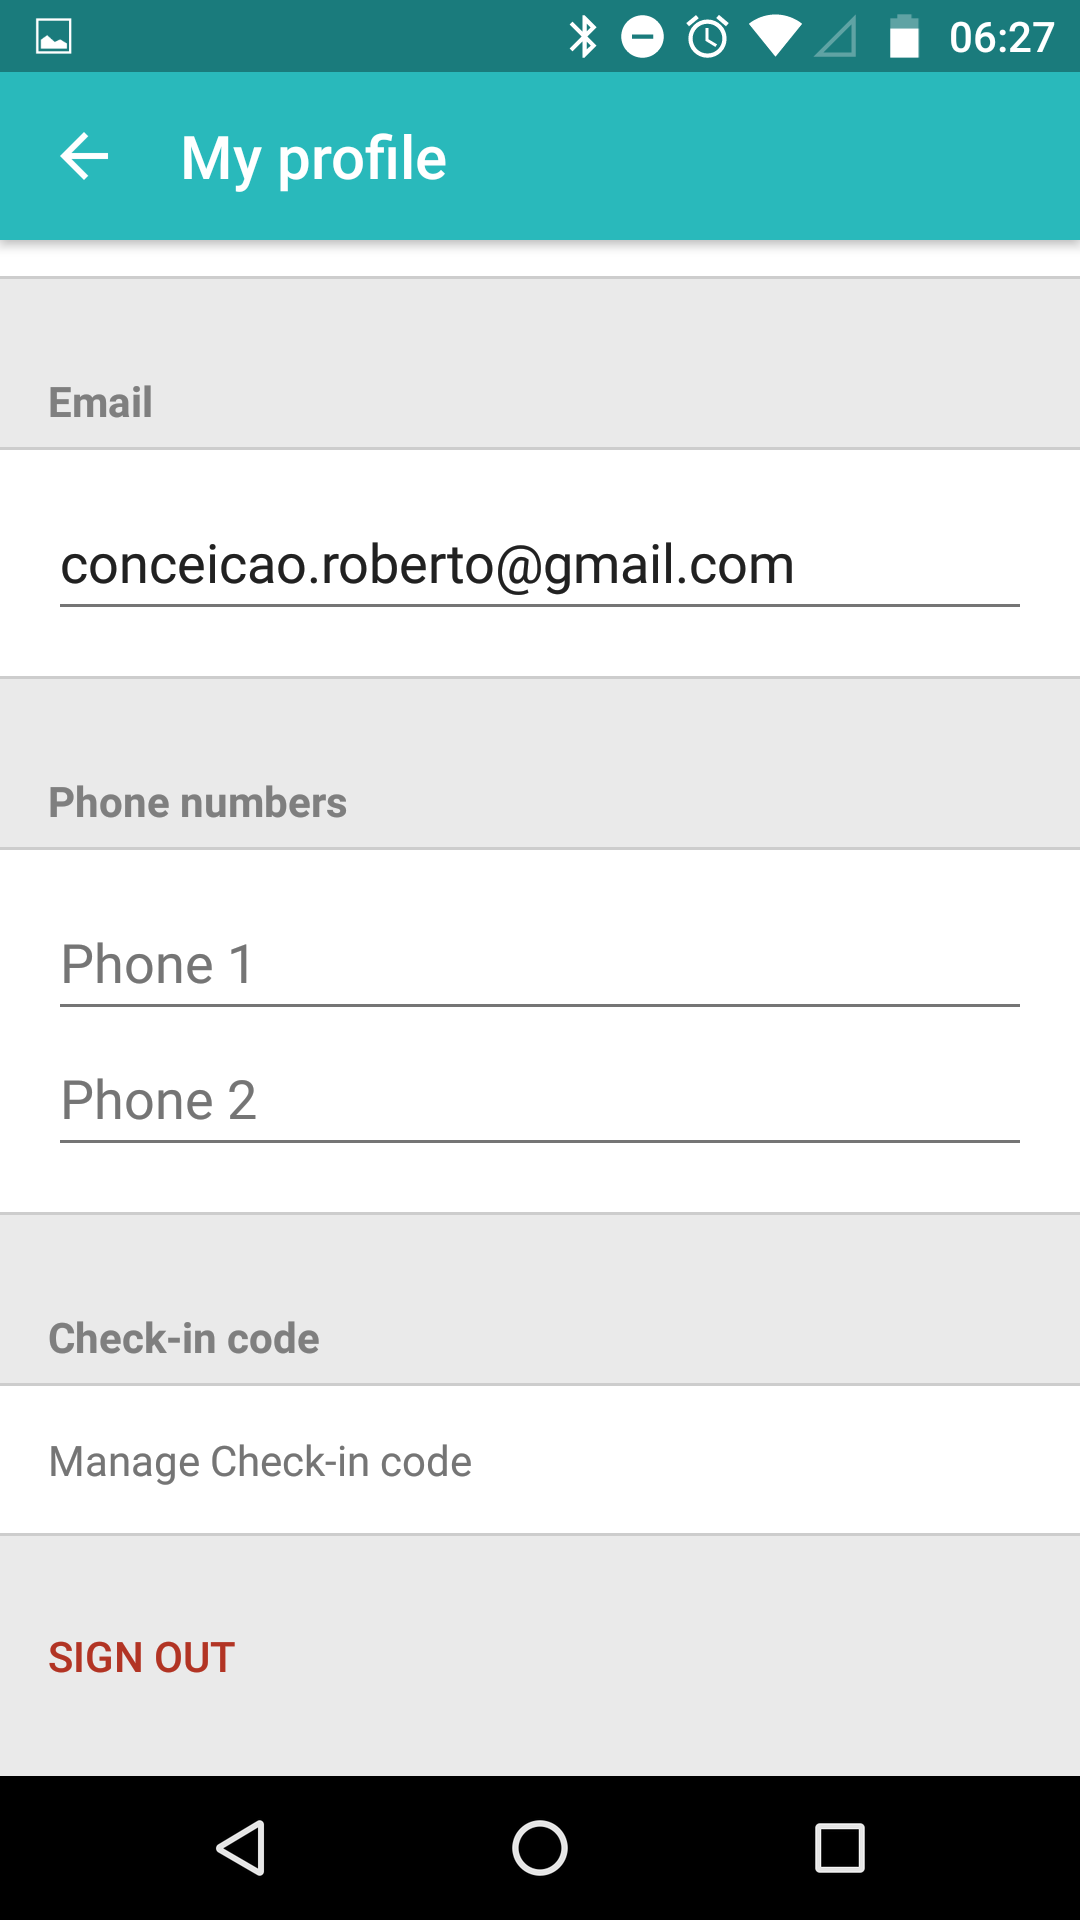 06:27
My profile
Email
conceicao.roberto@gmail.com
Phone numbers
Phone 1
Phone 2
Check-in code
Manage Check-in code
SIGN OUT